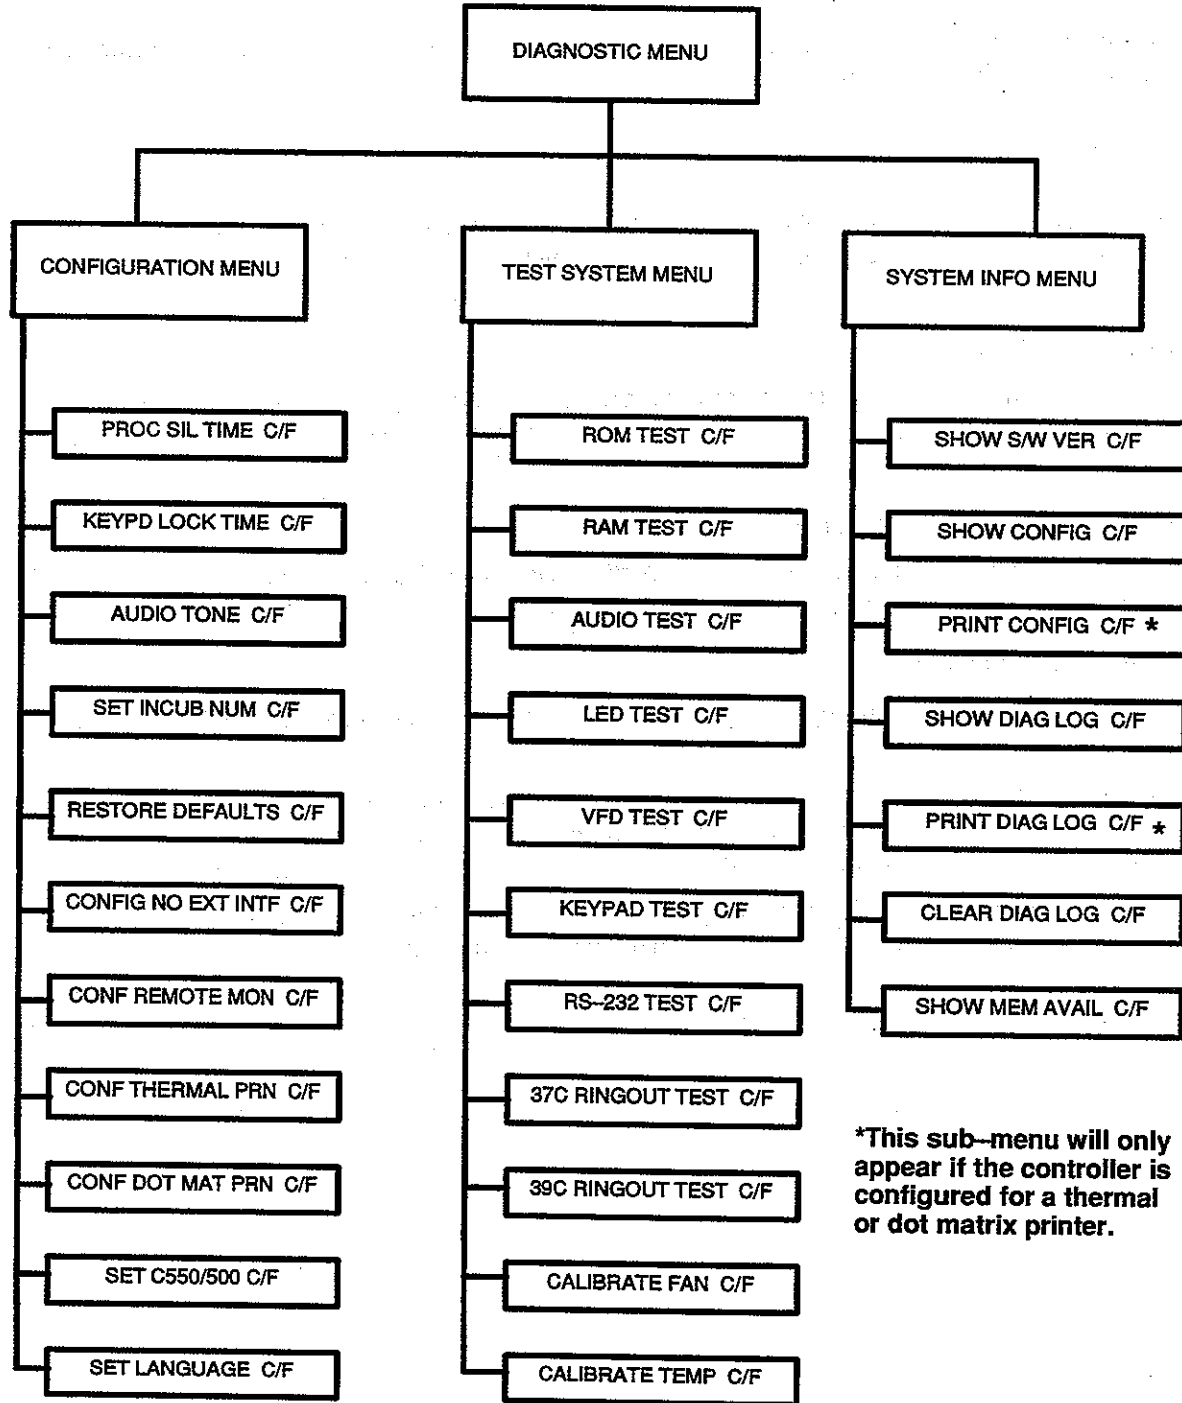 DIAGNOSTIC MENU
CONFIGURATION MENU
PROC SIL TIME C/F
KEYPD LOCK TIME C/F
AUDIO TONE C/F
SET INCUB NUM C/F
RESTORE DEFAULTS C/F
CONFIG NO EXT INTF C/F
CONF REMOTE MON C/F
CONF THERMAL PRN C/F
CONF DOT MAT PRN C/F
SET C550/500 C/F
SET LANGUAGE C/F
TEST SYSTEM MENU
ROM TEST C/F
RAM TEST C/F
AUDIO TEST C/F
LED TEST C/F
VFD TEST C/F
KEYPAD TEST C/F
RS-232 TEST C/F
37C RINGOUT TEST C/F
39C RINGOUT TEST C/F
CALIBRATE FAN C/F
CALIBRATE TEMP C/F
SYSTEM INFO MENU
SHOW S/W VER C/F
SHOW CONFIG C/F
PRINT CONFIG C/F *
SHOW DIAG LOG C/F
PRINT DIAG LOG C/F *
CLEAR DIAG LOG C/F
SHOW MEM AVAIL C/F
*This sub-menu will only
appear if the controller is
configured for a thermal
or dot matrix printer.